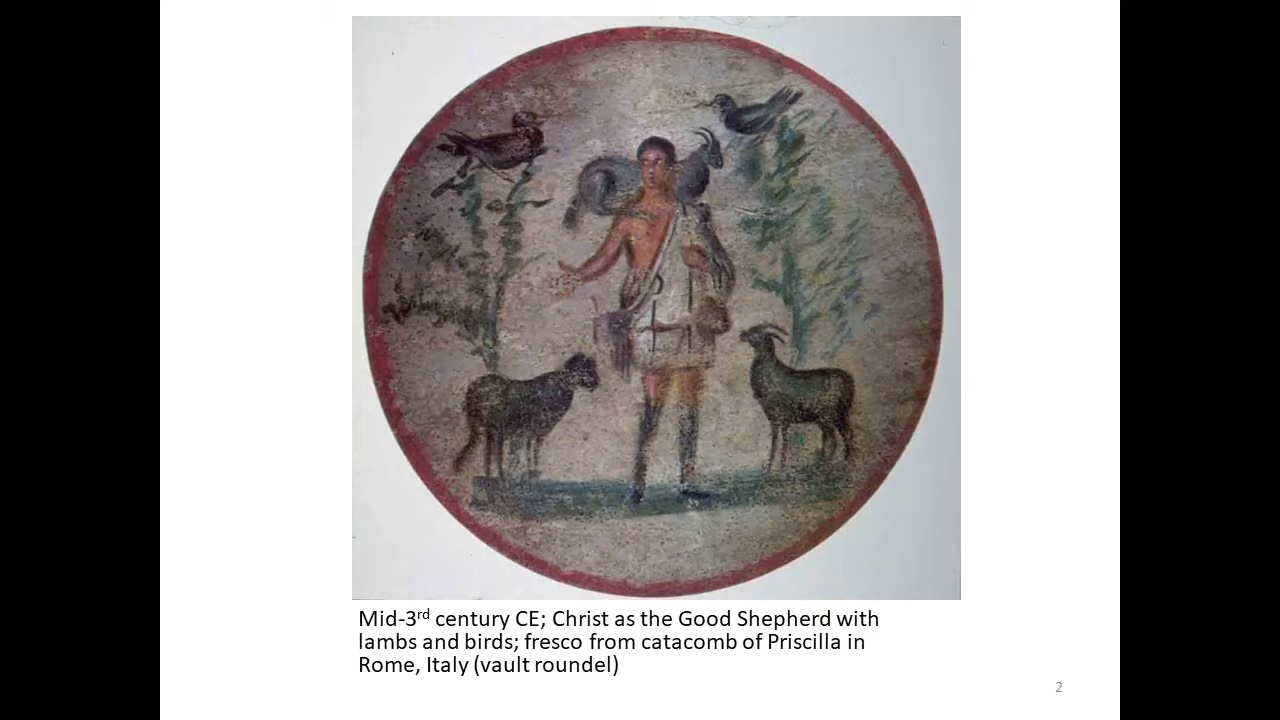 Mid-3rd century CE; Christ as the Good Shepherd with
lambs and birds; fresco from catacomb of Priscilla in
Rome, Italy (vault roundel)
2